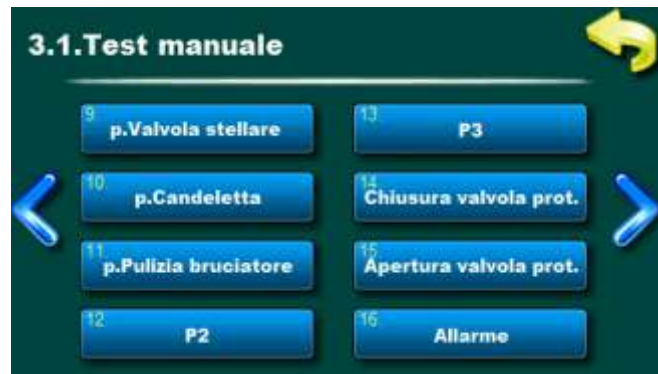 3.1.Test manuale
9
p.Valvola stellare
10
p.Candeletta
11
p.Pulizia bruciatore
12
P2
13
P3
14
Chiusura valvola prot.
15
Apertura valvola prot.
16
Allarme